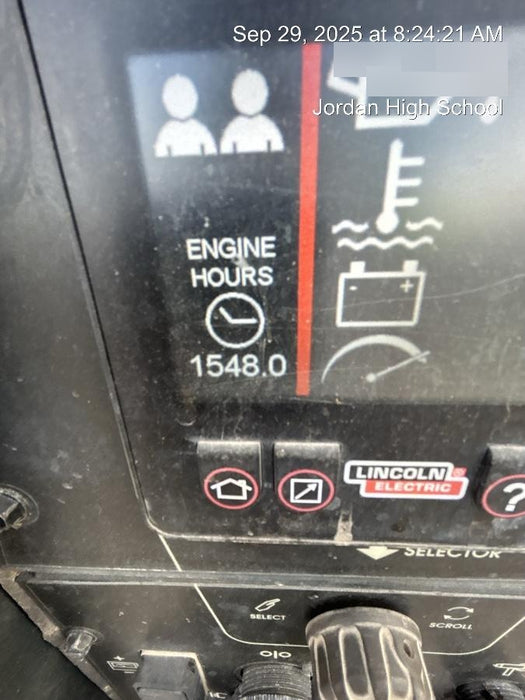 Sep 29, 2025 at 8:24:21 AM
Jordan High School
ENGINE
HOURS
1548.0
- +
LINCOLN®
ELECTRIC
?
SELECTOR
SELECT
SCROLL